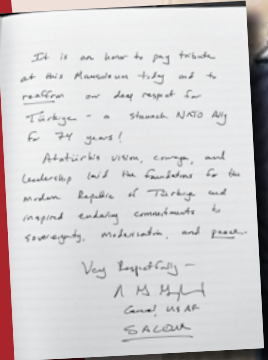 It is an honor to pay tribute
at this Mausoleum today and to
reaffirm our deep respect for
Türkiye - a staunch NATO Ally
for 74 years!
Atatürk's vision, courage, and
leadership laid the foundations for the
modern Republic of Türkiye and
inspired enduring commitments to
sovereignty, modernization, and peace.
Very Respectfully -
General, USAF
SACEUR